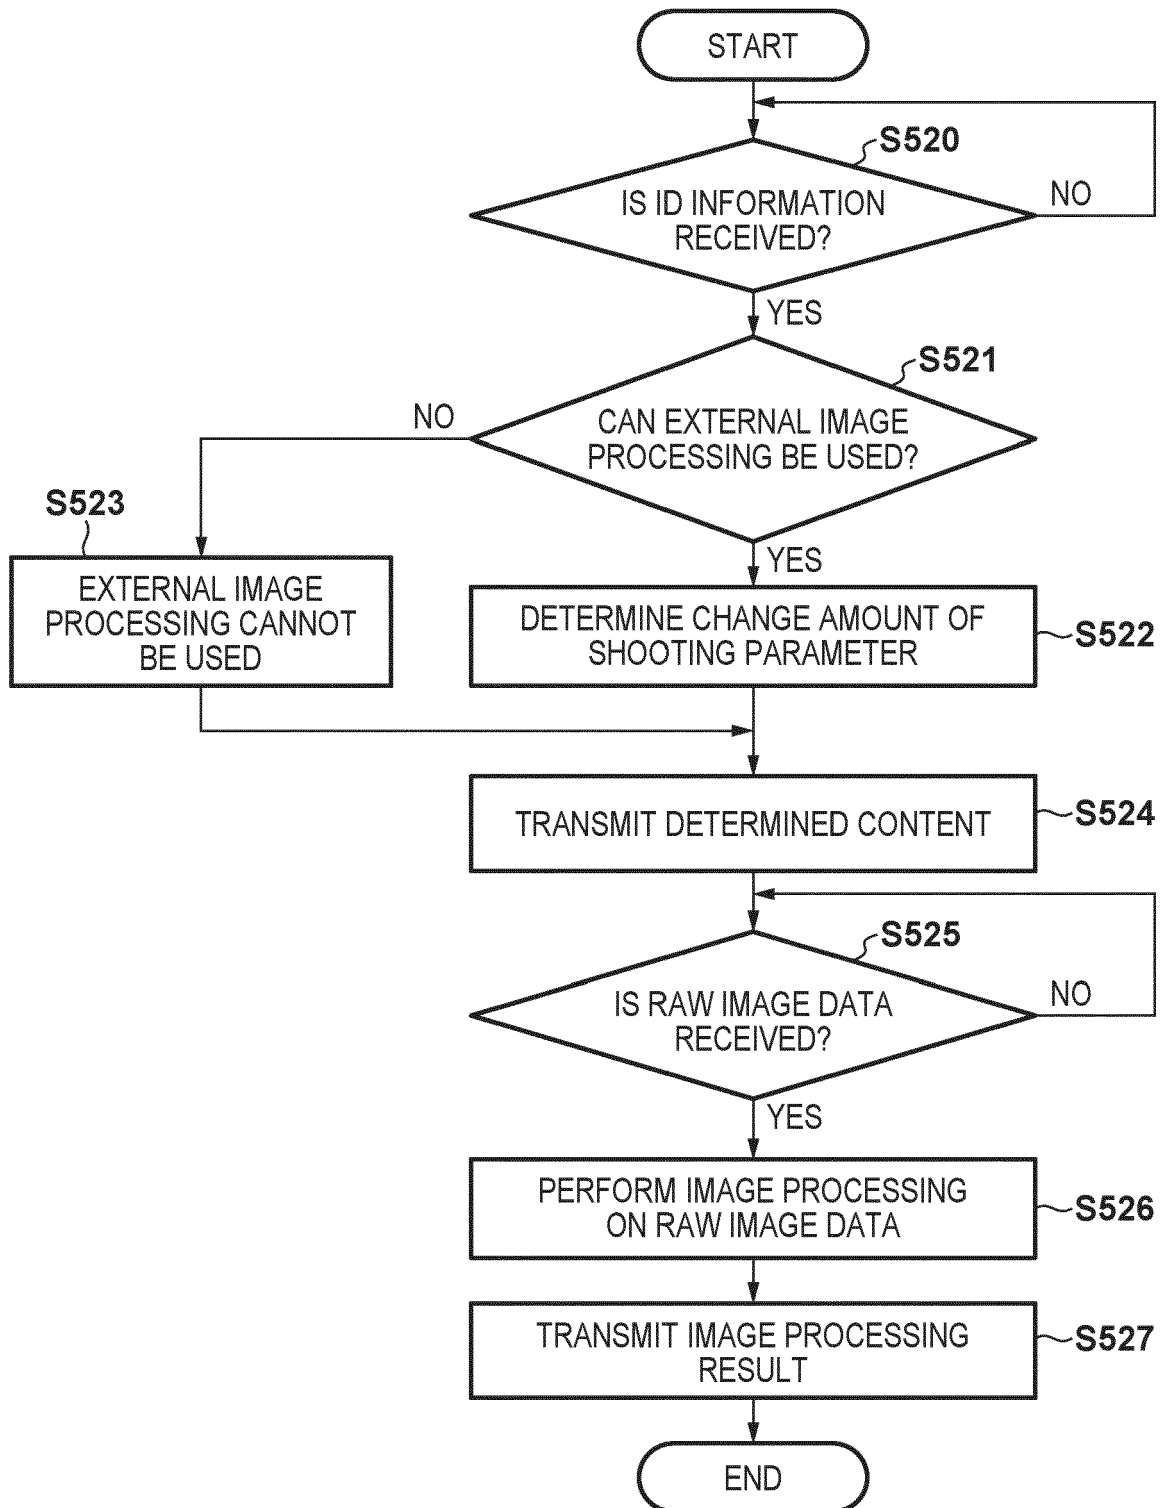 START
S520
IS ID INFORMATION
RECEIVED?
NO
YES
S521
CAN EXTERNAL IMAGE
PROCESSING BE USED?
NO
YES
S523
EXTERNAL IMAGE
PROCESSING CANNOT
BE USED
DETERMINE CHANGE AMOUNT OF
SHOOTING PARAMETER
S522
TRANSMIT DETERMINED CONTENT
S524
S525
IS RAW IMAGE DATA
RECEIVED?
NO
YES
PERFORM IMAGE PROCESSING
ON RAW IMAGE DATA
S526
TRANSMIT IMAGE PROCESSING
RESULT
S527
END